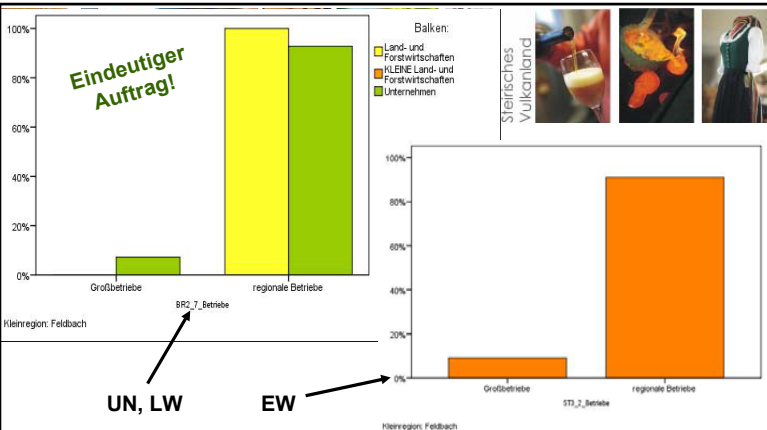 Eindeutiger
Auftrag!
100%
80%
60%
40%
20%
0%
Großbetriebe
regionale Betriebe
BR2_7_Betriebe
Kleinregion: Feldbach
Balken:
Land- und
Forstwirtschaften
KLEINE Land- und
Forstwirtschaften
Unternehmen
Steirisches
Vulkanland
100%
80%
60%
40%
20%
0%
Großbetriebe
regionale Betriebe
ST3_2_Betriebe
Kleinregion: Feldbach
UN, LW
EW